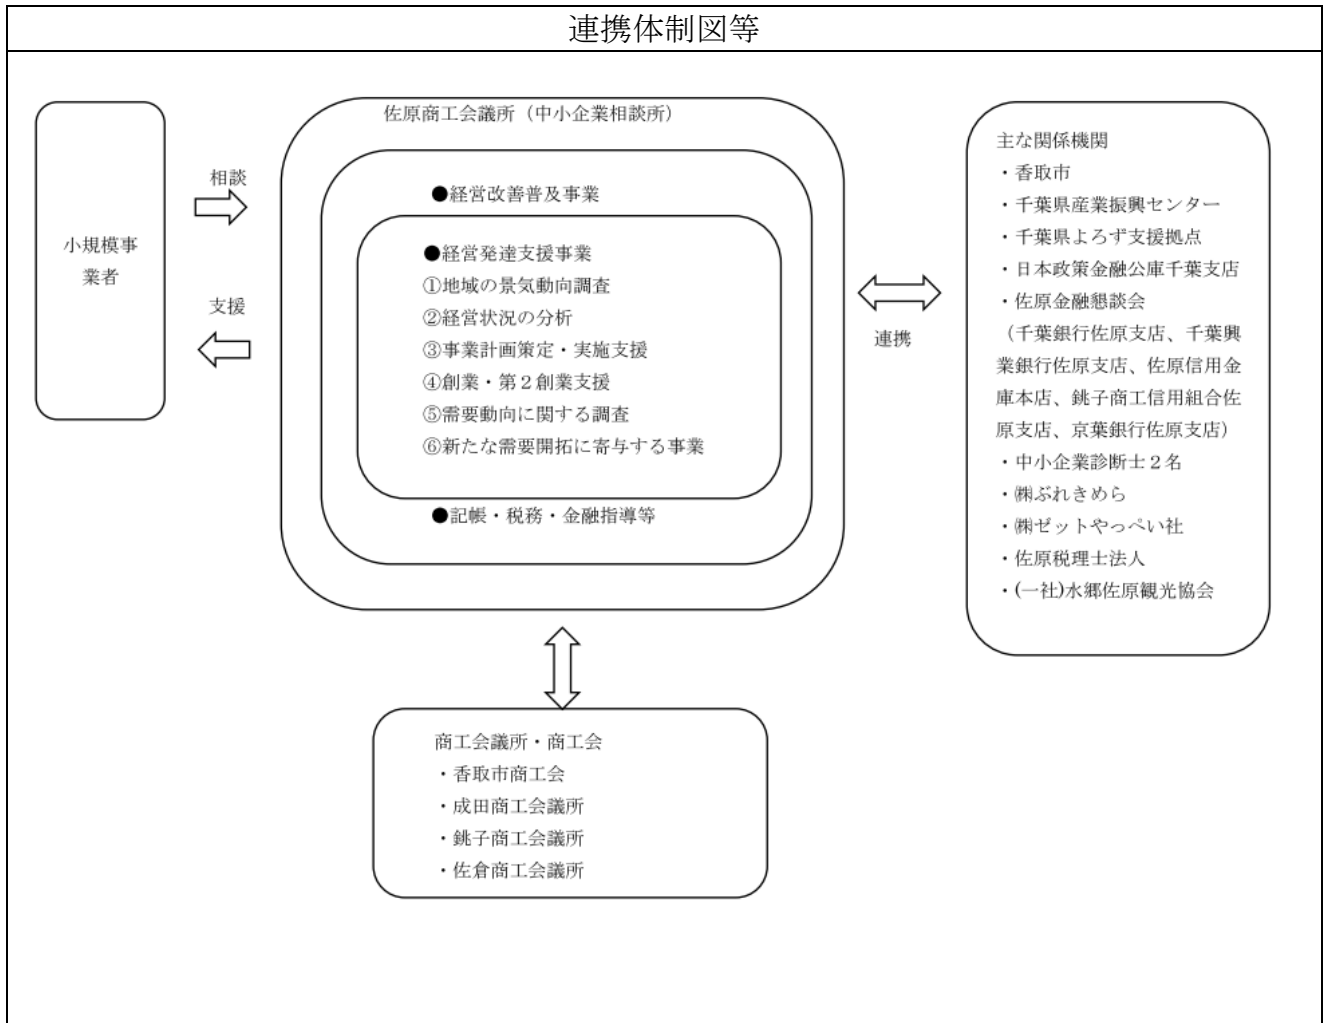 連携体制図等
小規模事
業者
相談
支援
佐原商工会議所（中小企業相談所）
●経営改善普及事業
●経営発達支援事業
①地域の景気動向調査
②経営状況の分析
③事業計画策定・実施支援
④創業・第２創業支援
⑤需要動向に関する調査
⑥新たな需要開拓に寄与する事業
●記帳・税務・金融指導等
連携
主な関係機関
・香取市
・千葉県産業振興センター
・千葉県よろず支援拠点
・日本政策金融公庫千葉支店
・佐原金融懇談会
（千葉銀行佐原支店、千葉興
業銀行佐原支店、佐原信用金
庫本店、銚子商工信用組合佐
原支店、京葉銀行佐原支店）
・中小企業診断士２名
・㈱ぶれきめら
・㈱ゼットやっぺい社
・佐原税理士法人
・(一社)水郷佐原観光協会
商工会議所・商工会
・香取市商工会
・成田商工会議所
・銚子商工会議所
・佐倉商工会議所